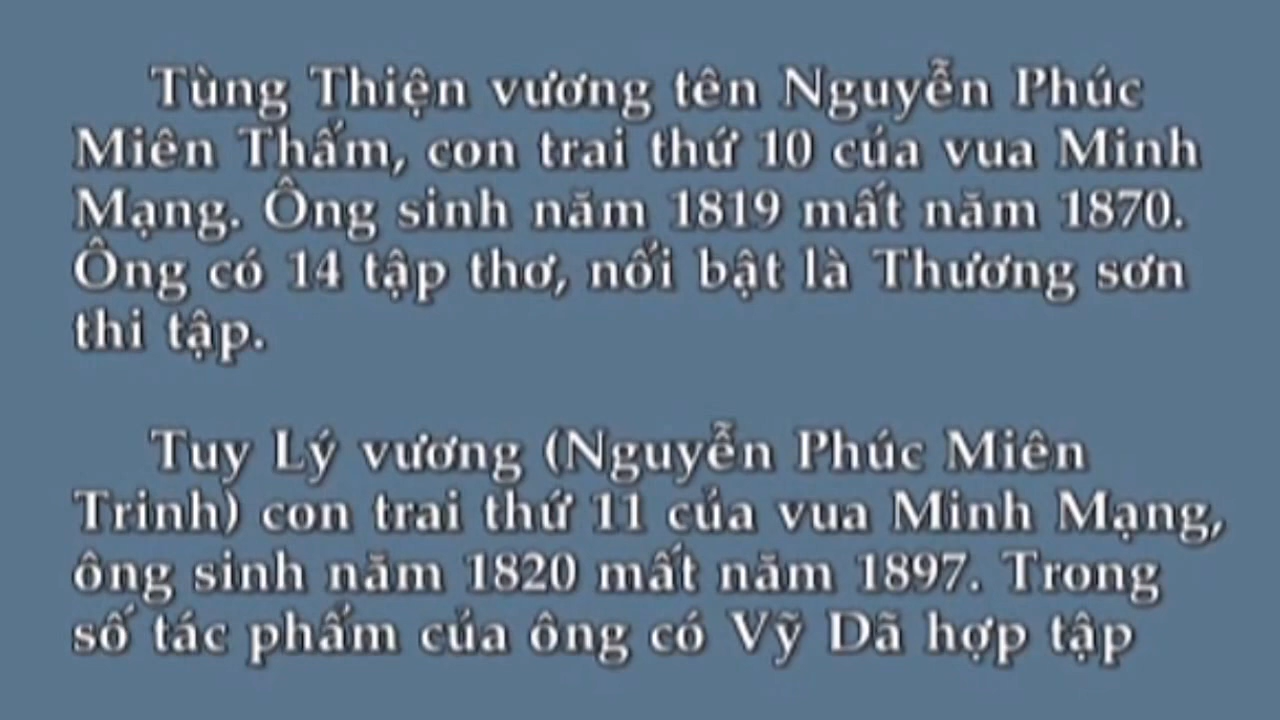 Tùng Thiện vương tên Nguyễn Phúc
Miên Thẩm, con trai thứ 10 của vua Minh
Mạng. Ông sinh năm 1819 mất năm 1870.
Ông có 14 tập thơ, nổi bật là Thương sơn
thi tập.
Tuy Lý vương (Nguyễn Phúc Miên
Trinh) con trai thứ 11 của vua Minh Mạng,
ông sinh năm 1820 mất năm 1897. Trong
số tác phẩm của ông có Vỹ Dã hợp tập